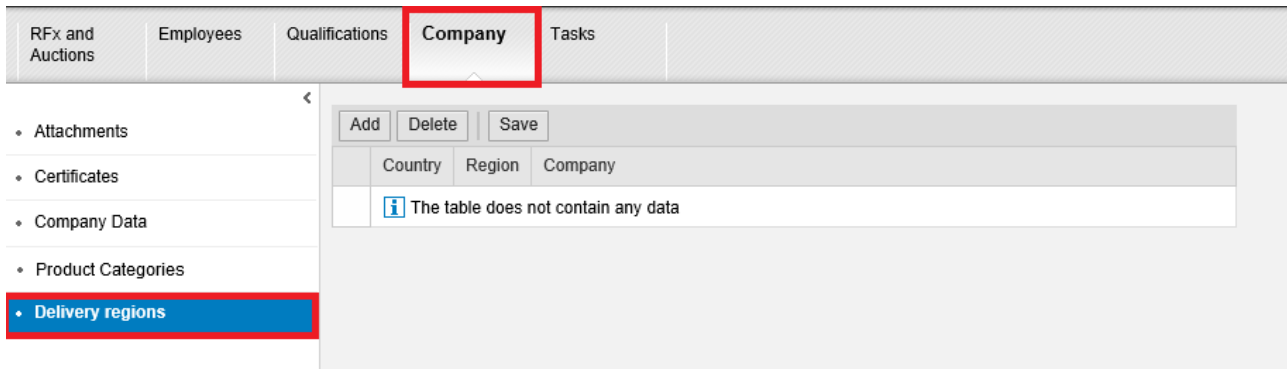 RFx and Auctions
Employees
Qualifications
Company
Tasks
Attachments
Certificates
Company Data
Product Categories
Delivery regions
Add Delete Save
Country Region Company
The table does not contain any data